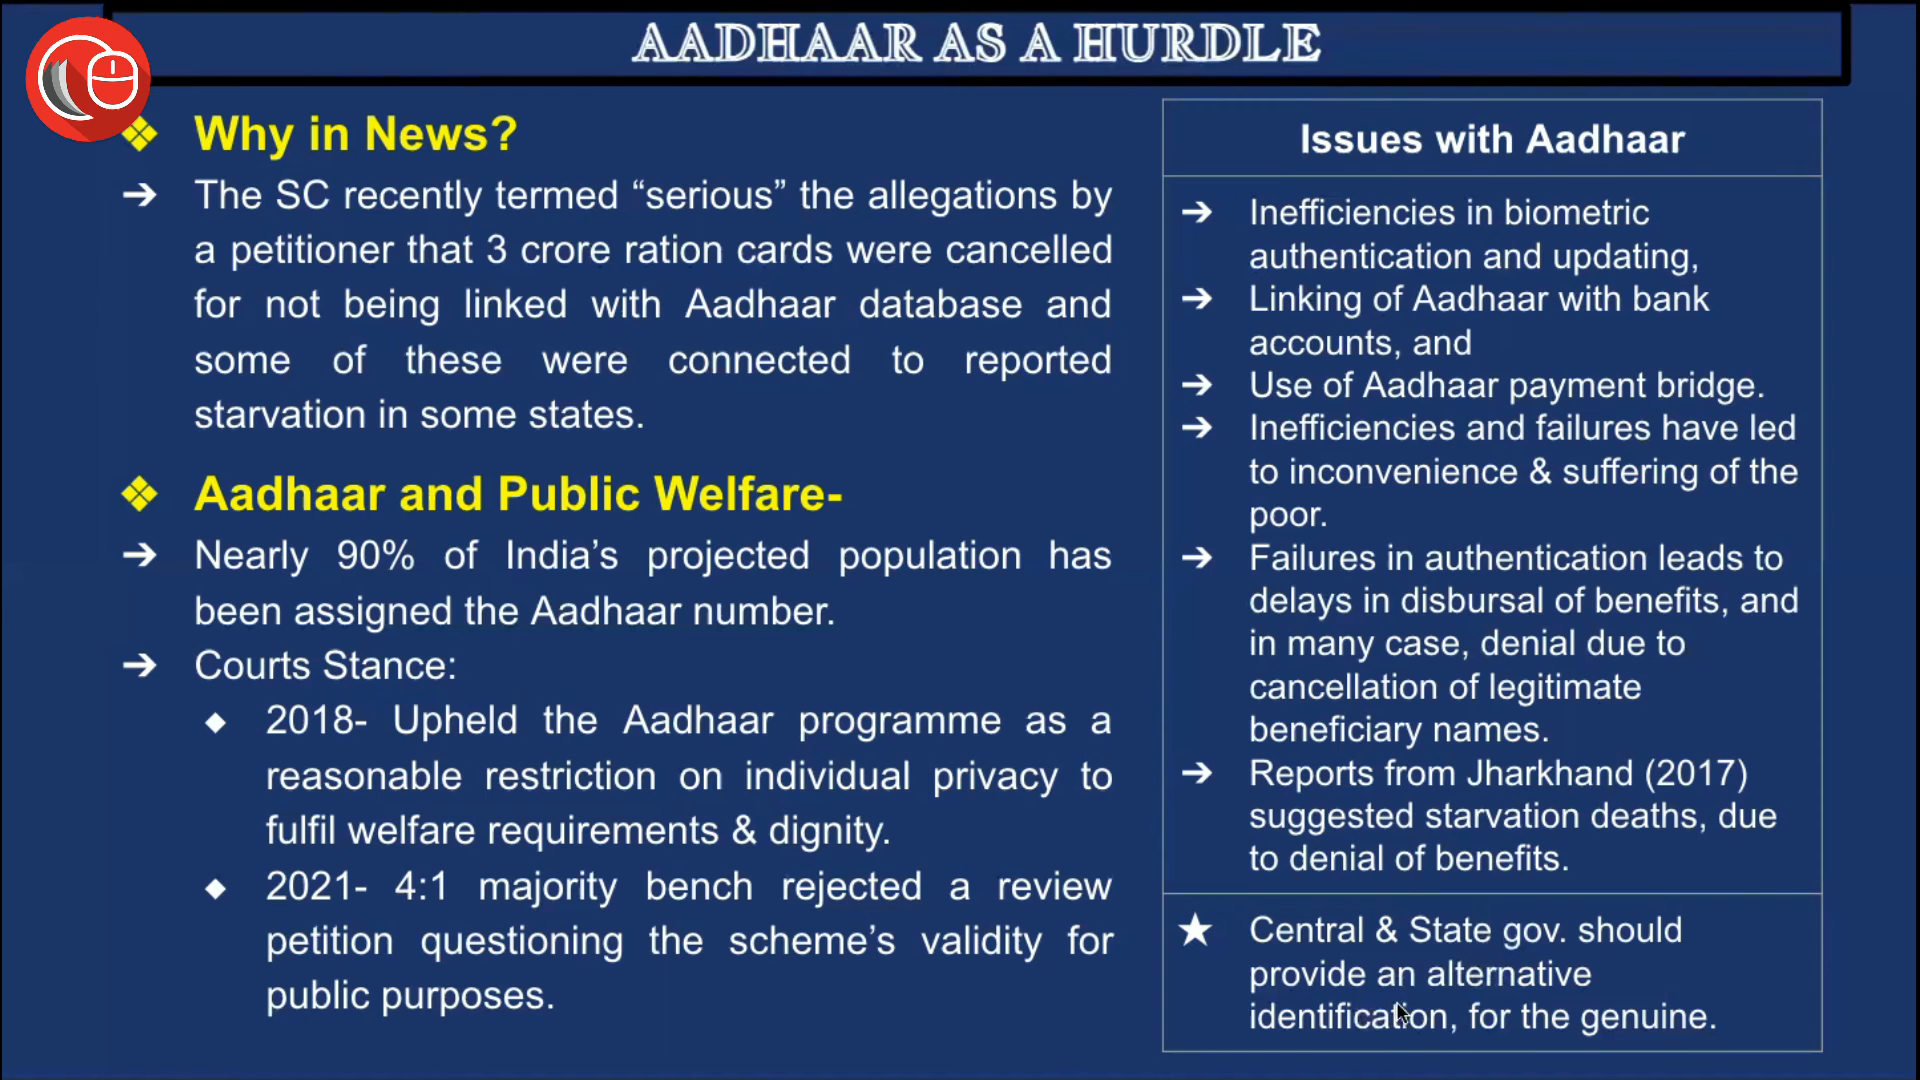 AADHAAR AS A HURDLE
❖ Why in News?
➔ The SC recently termed “serious” the allegations by
a petitioner that 3 crore ration cards were cancelled
for not being linked with Aadhaar database and
some of these were connected to reported
starvation in some states.
❖ Aadhaar and Public Welfare-
➔ Nearly 90% of India’s projected population has
been assigned the Aadhaar number.
➔ Courts Stance:
◆ 2018- Upheld the Aadhaar programme as a
reasonable restriction on individual privacy to
fulfil welfare requirements & dignity.
◆ 2021- 4:1 majority bench rejected a review
petition questioning the scheme’s validity for
public purposes.
Issues with Aadhaar
➔ Inefficiencies in biometric
authentication and updating,
➔ Linking of Aadhaar with bank
accounts, and
➔ Use of Aadhaar payment bridge.
➔ Inefficiencies and failures have led
to inconvenience & suffering of the
poor.
➔ Failures in authentication leads to
delays in disbursal of benefits, and
in many case, denial due to
cancellation of legitimate
beneficiary names.
➔ Reports from Jharkhand (2017)
suggested starvation deaths, due
to denial of benefits.
★ Central & State gov. should
provide an alternative
identification, for the genuine.